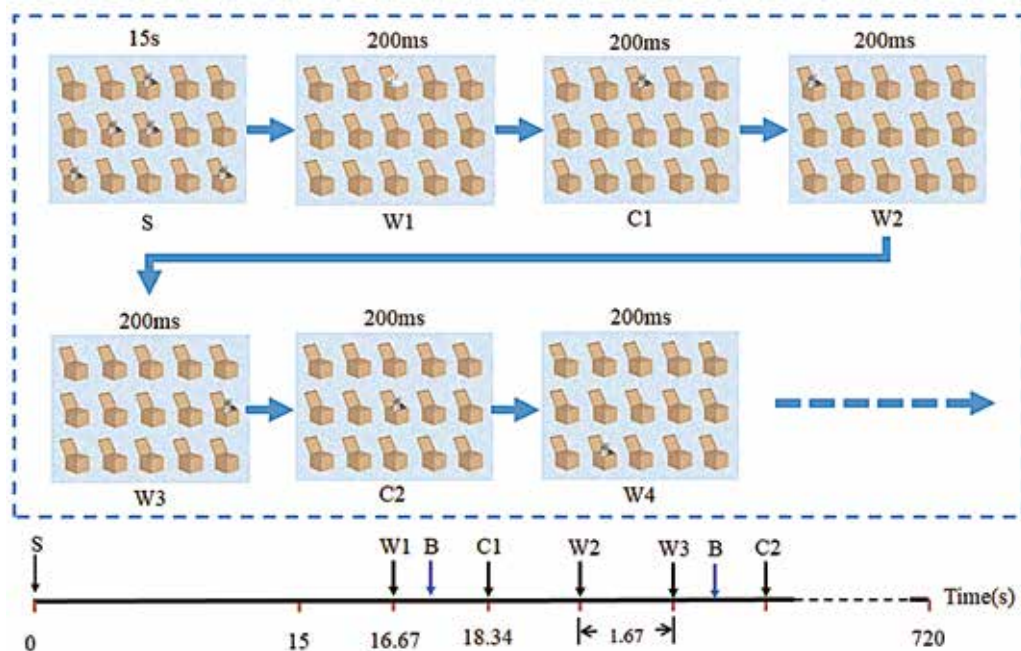 15s 200ms 200ms 200ms
S W1 C1 W2
200ms 200ms 200ms
W3 C2 W4
S W1 B C1 W2 W3 B C2
Time(s)
0 15 16.67 18.34 1.67 720